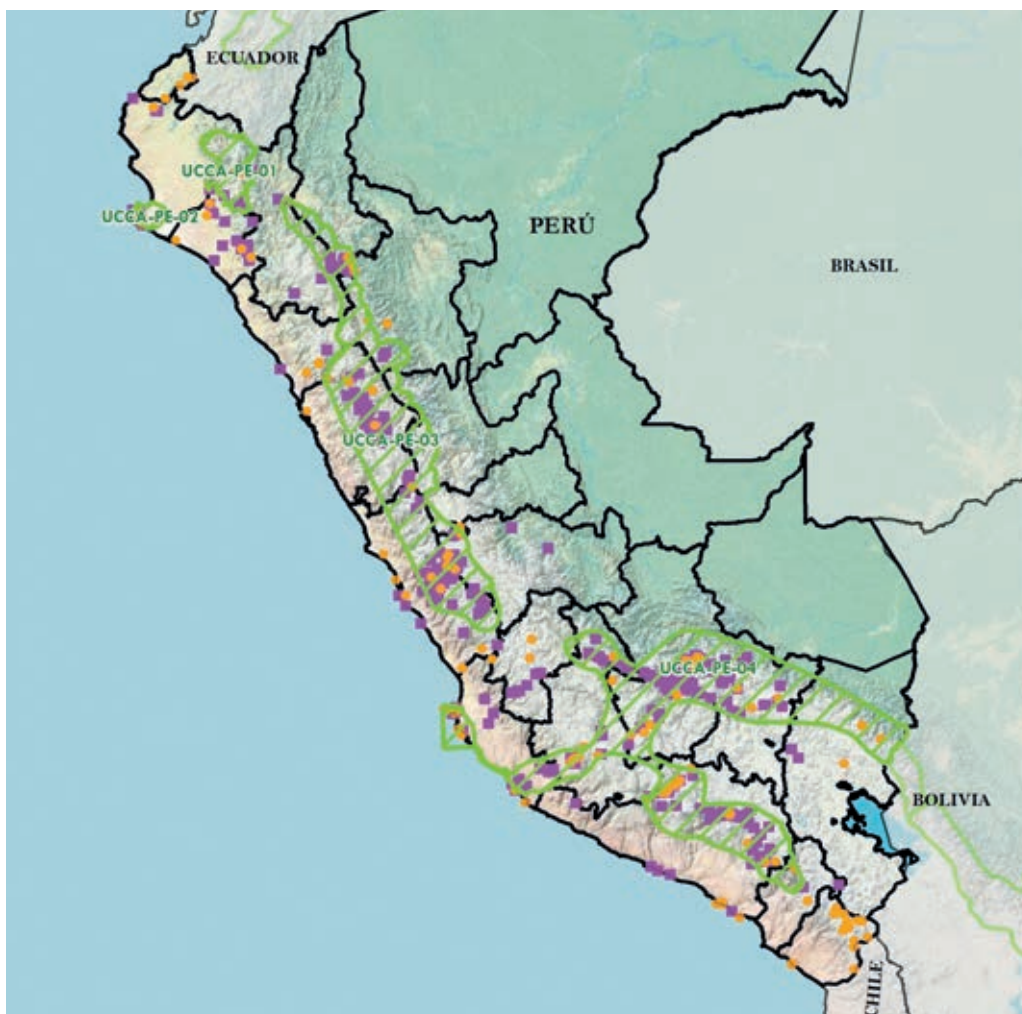 ECUADOR
UCCA-PE-01
UCCA-PE-02
PERÚ
BRASIL
UCCA-PE-03
UCCA-PE-04
BOLIVIA
CHILE